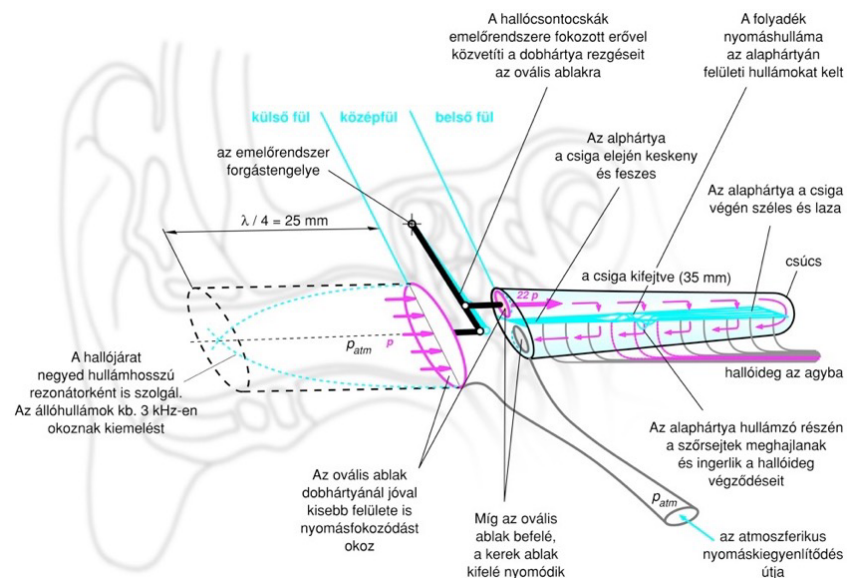 A hallócsontocskák
emelőrendszere fokozott erővel
közvetíti a dobhártya rezgéseit
az ovális ablakra
A folyadék
nyomáshulláma
az alaphártyán
felületi hullámokat kelt
külső fül
középfül
belső fül
az emelőrendszer
forgástengelye
Az alphártya
a csiga elején keskeny
és feszes
Az alaphártya a csiga
végén széles és laza
λ / 4 = 25 mm
a csiga kifejtve (35 mm)
csúcs
22 p
p atm
p
A hallójárat
negyed hullámhosszú
rezonátorként is szolgál.
Az állóhullámok kb. 3 kHz-en
okoznak kiemelést
hallóideg az agyba
Az alaphártya hullámzó részén
a szőrsejtek meghajlanak
és ingerlik a hallóideg
végződéseit
Az ovális ablak
dobhártyánál jóval
kisebb felülete is
nyomásfokozódást
okoz
Míg az ovális
ablak befelé,
a kerek ablak
kifelé nyomódik
p atm
az atmoszferikus
nyomáskiegyenlítődés
útja